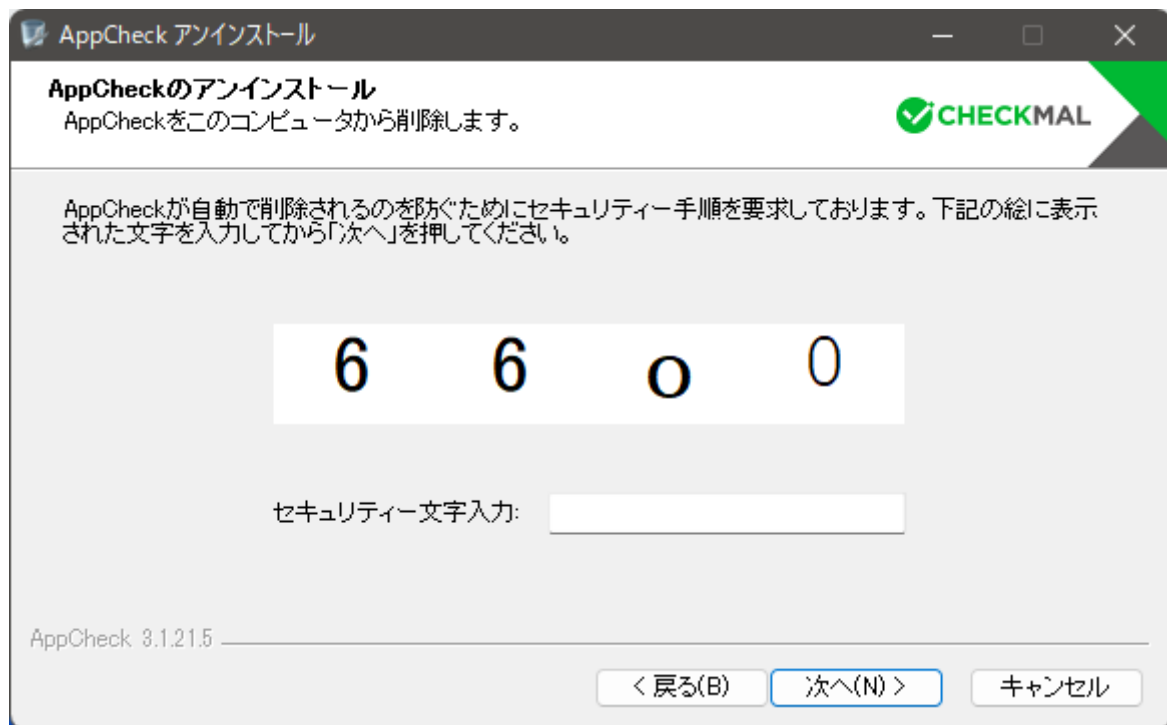 AppCheck アンインストール
AppCheckのアンインストール
AppCheckをこのコンピュータから削除します。
CHECKMAL
AppCheckが自動で削除されるのを防ぐためにセキュリティー手順を要求しております。下記の絵に表示
された文字を入力してから「次へ」を押してください。
6 6 o 0
セキュリティー文字入力:
AppCheck 3.1.21.5
< 戻る(B) 次へ(N) > キャンセル